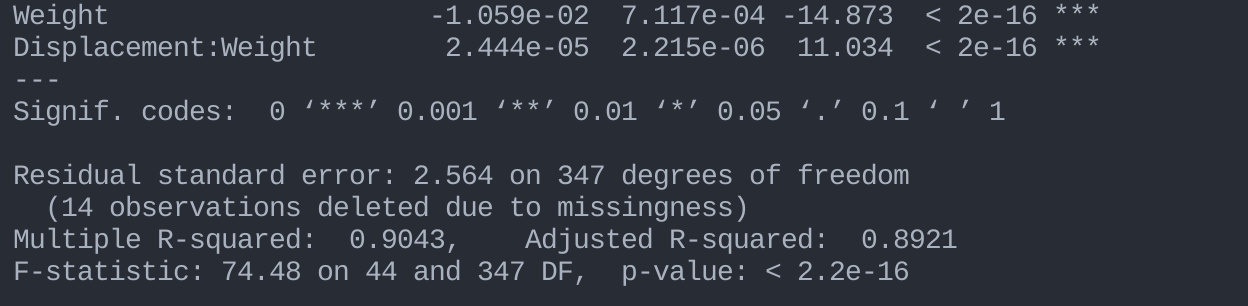 Weight                    -1.059e-02  7.117e-04 -14.873  < 2e-16 ***
Displacement:Weight        2.444e-05  2.215e-06  11.034  < 2e-16 ***
---
Signif. codes:  0 ‘***’ 0.001 ‘**’ 0.01 ‘*’ 0.05 ‘.’ 0.1 ‘ ’ 1
Residual standard error: 2.564 on 347 degrees of freedom
  (14 observations deleted due to missingness)
Multiple R-squared:  0.9043,    Adjusted R-squared:  0.8921
F-statistic: 74.48 on 44 and 347 DF,  p-value: < 2.2e-16